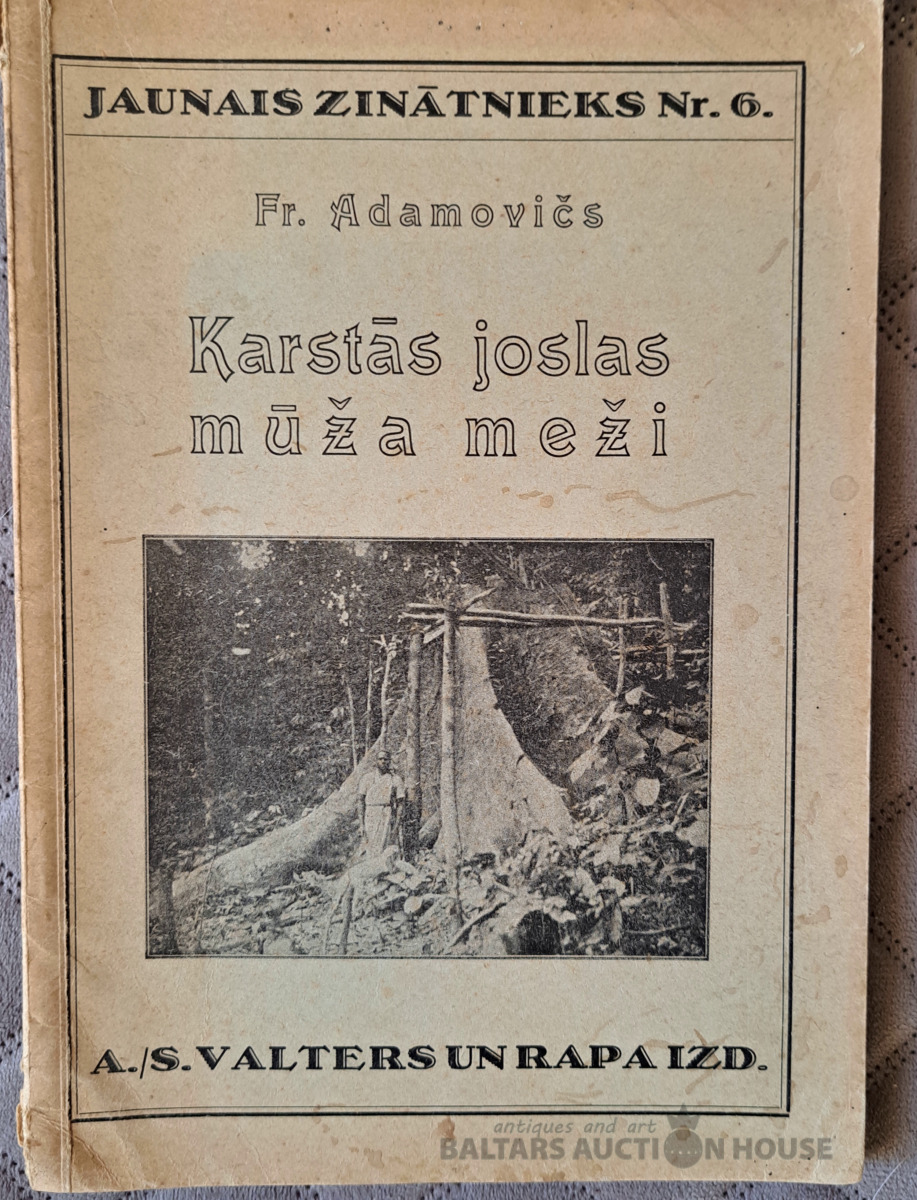 JAUNAIS ZINĀTNIEKS Nr. 6.
Fr. Adamovičs
Karstās joslas
mūža meži
A./S. VALTERS UN RAPA IZD.
antiques and art
BALTARS AUCTION HOUSE